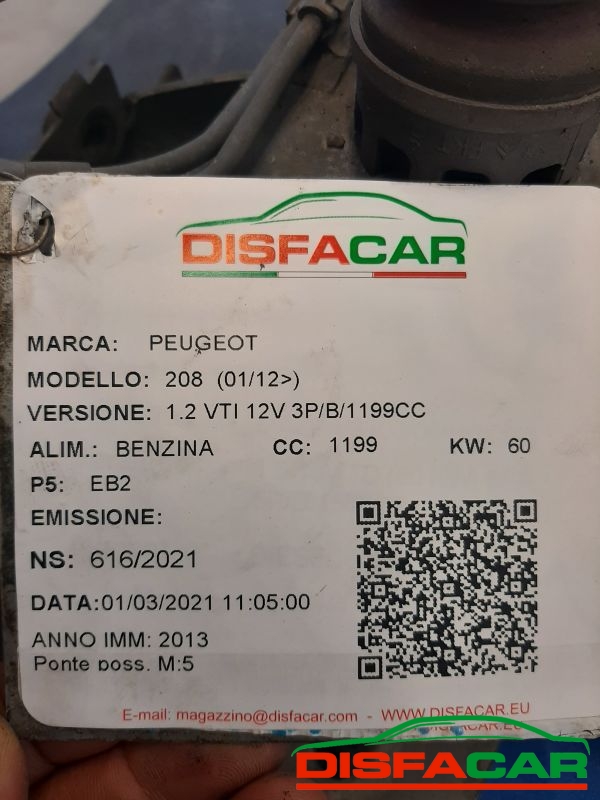 DISFACAR
MARCA: PEUGEOT
MODELLO: 208 (01/12>)
VERSIONE: 1.2 VTI 12V 3P/B/1199CC
ALIM.: BENZINA CC: 1199 KW: 60
P5: EB2
EMISSIONE:
NS: 616/2021
DATA:01/03/2021 11:05:00
ANNO IMM: 2013
Ponte poss. M:5
E-mail: magazzino@disfacar.com - WWW.DISFACAR.EU
DISFACAR